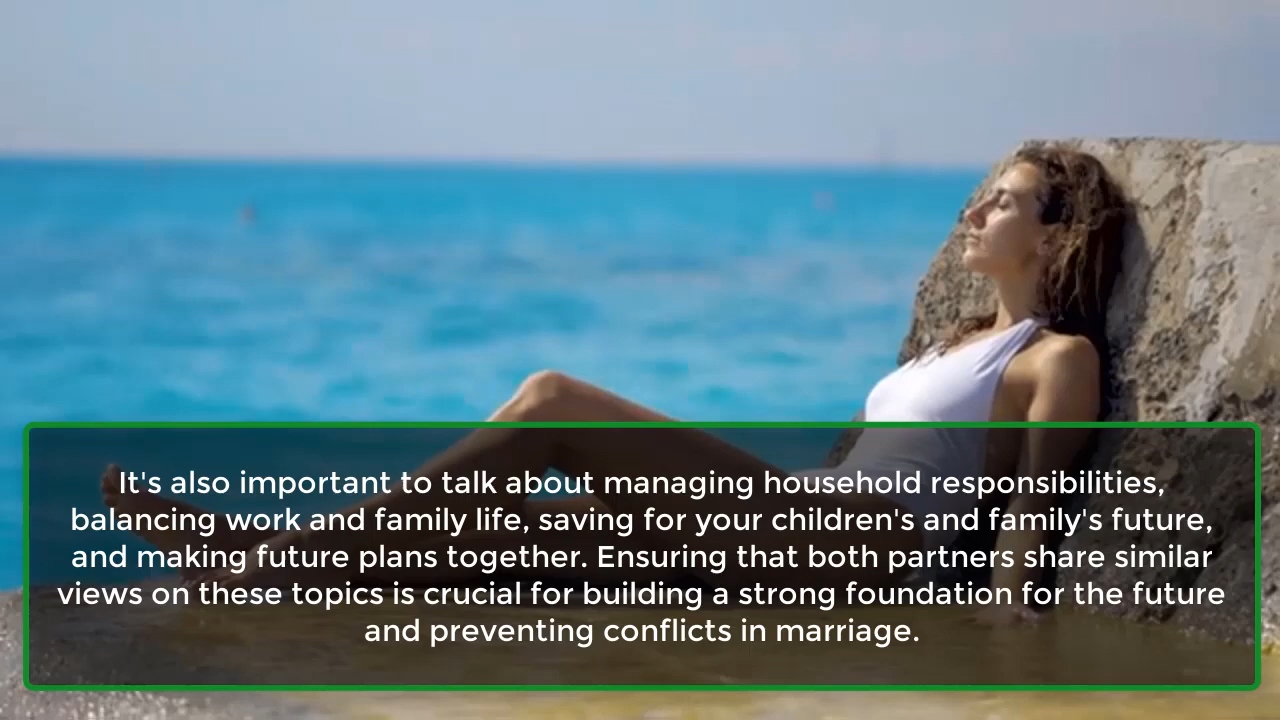 It's also important to talk about managing household responsibilities,
balancing work and family life, saving for your children's and family's future,
and making future plans together. Ensuring that both partners share similar
views on these topics is crucial for building a strong foundation for the future
and preventing conflicts in marriage.